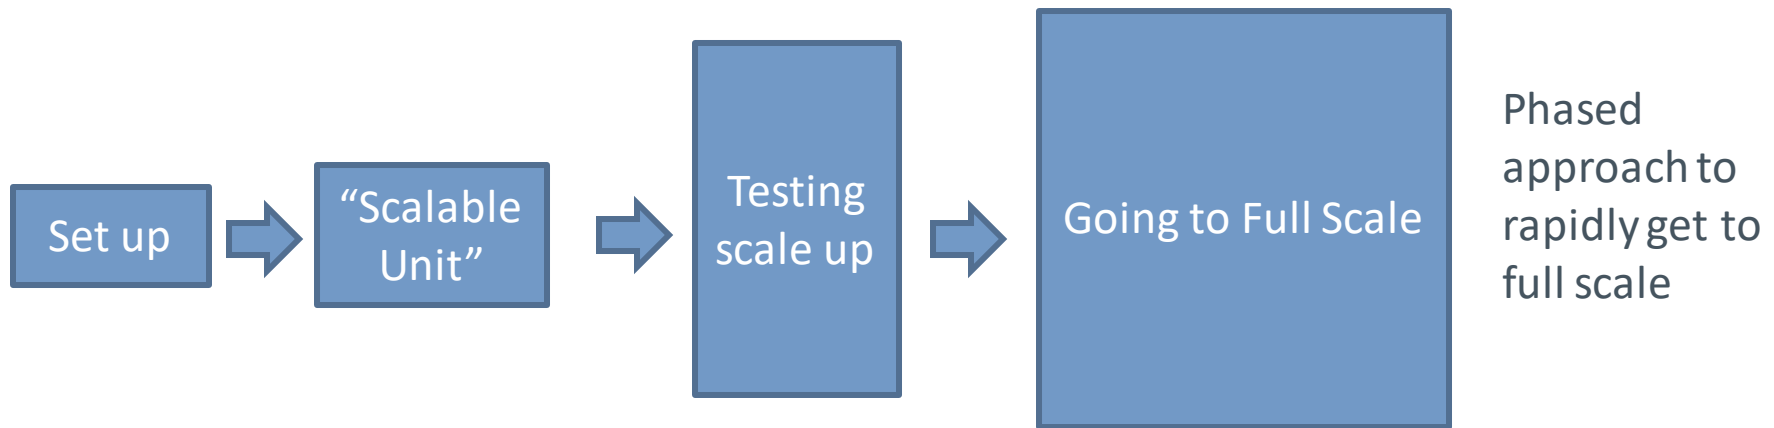 Set up
“Scalable
Unit”
Testing
scale up
Going to Full Scale
Phased
approach to
rapidly get to
full scale